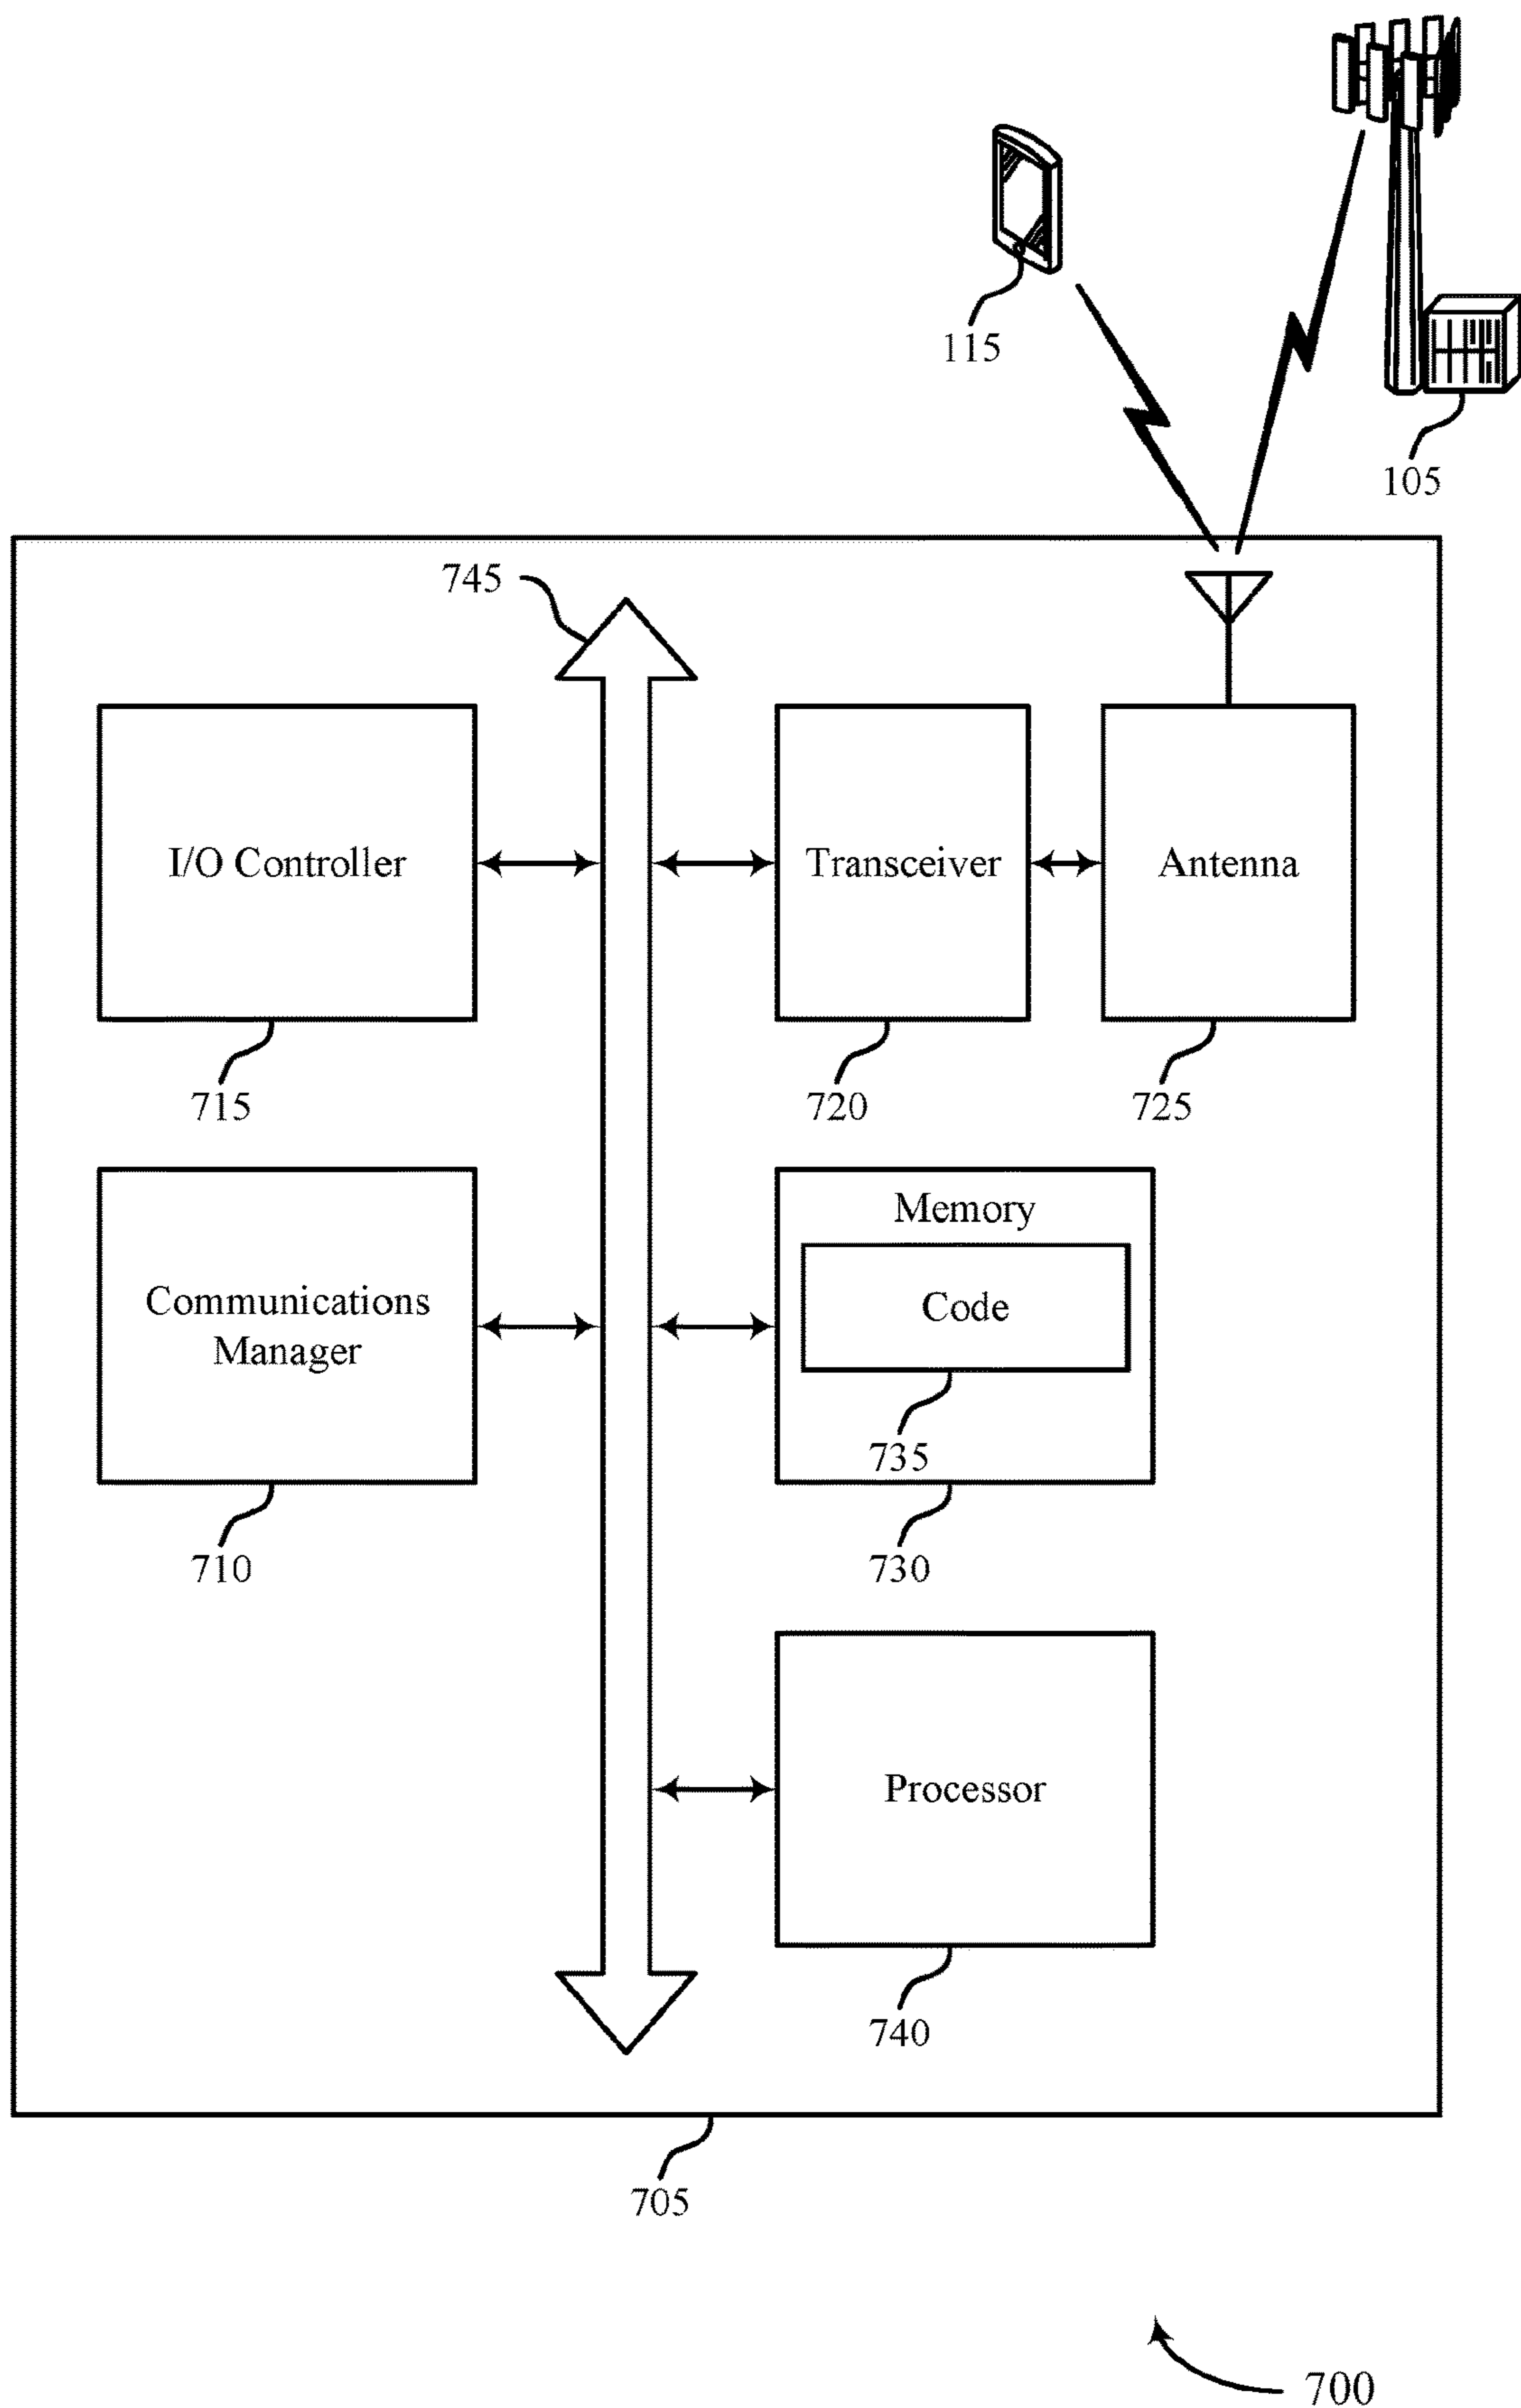 115
105
745
I/O Controller
Transceiver
Antenna
715
720
725
Communications
Manager
Memory
Code
735
710
730
Processor
740
705
700